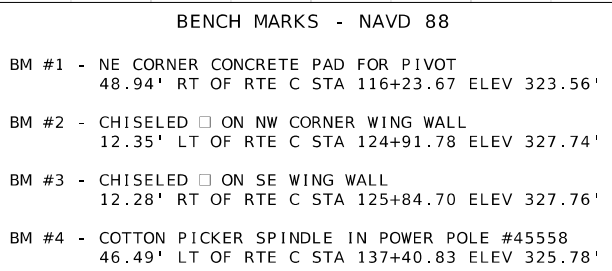 BENCH MARKS - NAVD 88
BM #1 - NE CORNER CONCRETE PAD FOR PIVOT
48.94' RT OF RTE C STA 116+23.67 ELEV 323.56'
BM #2 - CHISELED □ ON NW CORNER WING WALL
12.35' LT OF RTE C STA 124+91.78 ELEV 327.74'
BM #3 - CHISELED □ ON SE WING WALL
12.28' RT OF RTE C STA 125+84.70 ELEV 327.76'
BM #4 - COTTON PICKER SPINDLE IN POWER POLE #45558
46.49' LT OF RTE C STA 137+40.83 ELEV 325.78'